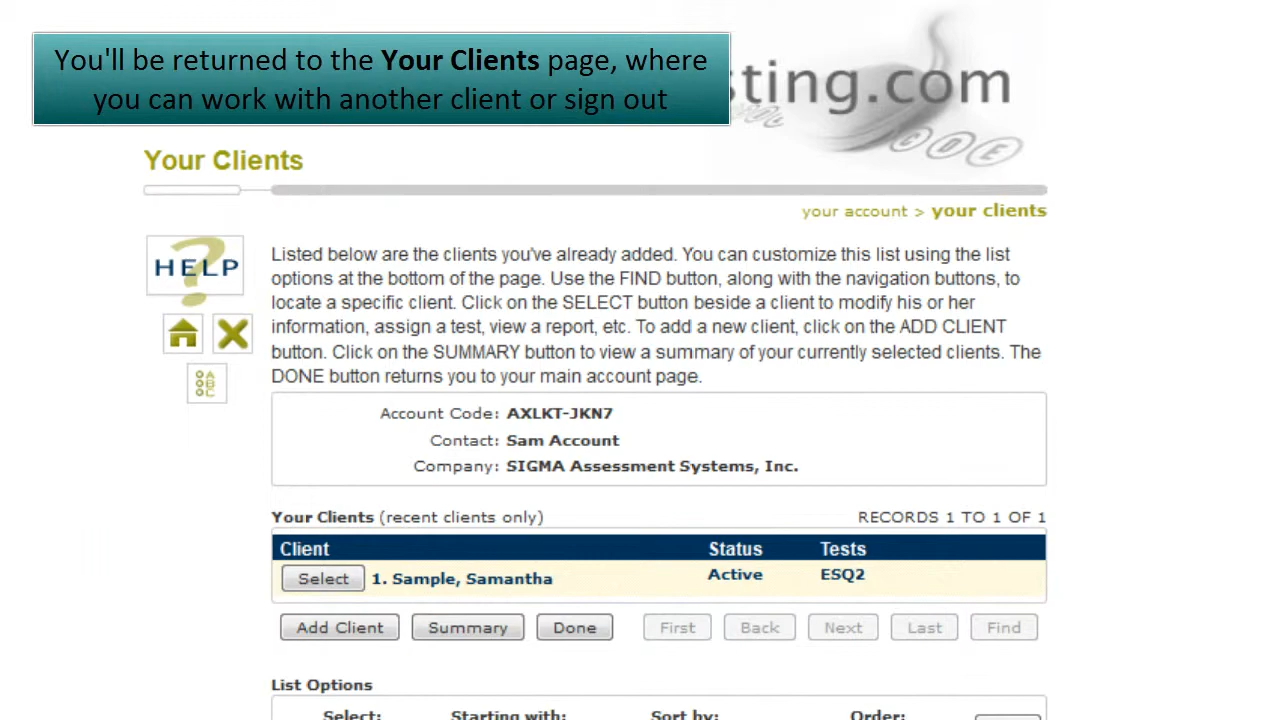 You'll be returned to the Your Clients page, where
you can work with another client or sign out
sting.com
Your Clients
your account > your clients
HELP
Listed below are the clients you've already added. You can customize this list using the list
options at the bottom of the page. Use the FIND button, along with the navigation buttons, to
locate a specific client. Click on the SELECT button beside a client to modify his or her
information, assign a test, view a report, etc. To add a new client, click on the ADD CLIENT
button. Click on the SUMMARY button to view a summary of your currently selected clients. The
DONE button returns you to your main account page.
Account Code: AXLKT-JKN7
Contact: Sam Account
Company: SIGMA Assessment Systems, Inc.
Your Clients (recent clients only) RECORDS 1 TO 1 OF 1
Client Status Tests
Select 1. Sample, Samantha Active ESQ2
Add Client Summary Done First Back Next Last Find
List Options
Select: Starting with: Sort by: Order: